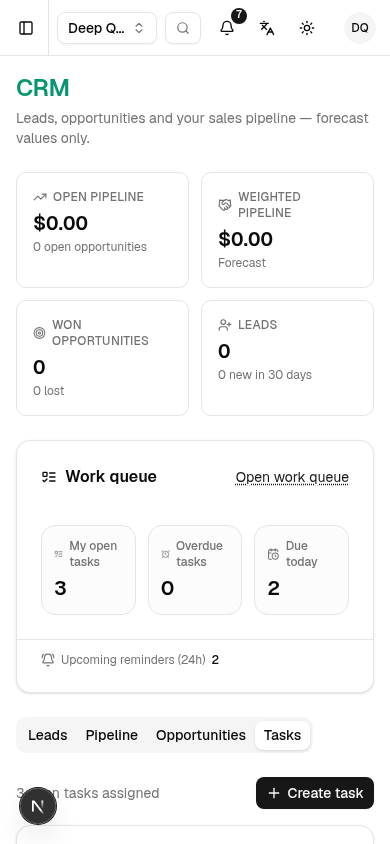 Deep Q...
7
DQ
CRM
Leads, opportunities and your sales pipeline — forecast
values only.
OPEN PIPELINE
$0.00
0 open opportunities
WEIGHTED
PIPELINE
$0.00
Forecast
WON
OPPORTUNITIES
0
0 lost
LEADS
0
0 new in 30 days
Work queue
Open work queue
My open
tasks
3
Overdue
tasks
0
Due
today
2
Upcoming reminders (24h) 2
Leads Pipeline Opportunities Tasks
3 tasks assigned
Create task
N